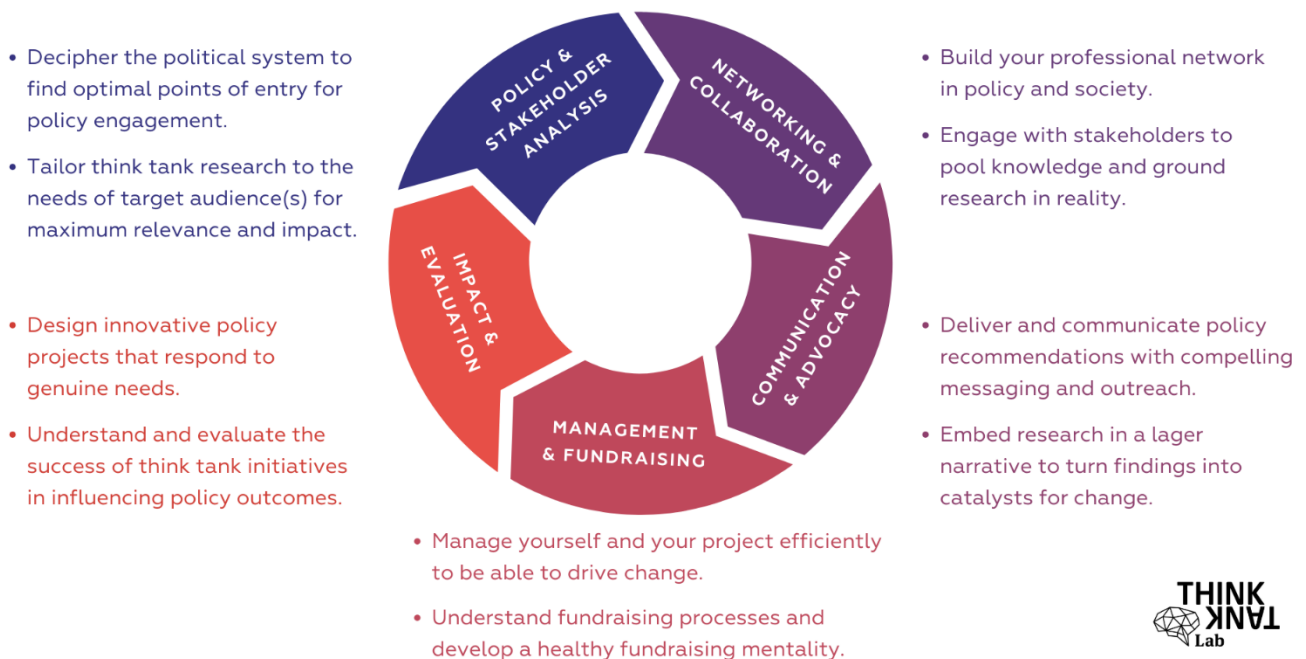 POLICY &
STAKEHOLDER
ANALYSIS
• Decipher the political system to
find optimal points of entry for
policy engagement.
• Tailor think tank research to the
needs of target audience(s) for
maximum relevance and impact.
NETWORKING &
COLLABORATION
• Build your professional network
in policy and society.
• Engage with stakeholders to
pool knowledge and ground
research in reality.
COMMUNICATION
& ADVOCACY
• Deliver and communicate policy
recommendations with compelling
messaging and outreach.
• Embed research in a lager
narrative to turn findings into
catalysts for change.
MANAGEMENT
& FUNDRAISING
• Manage yourself and your project efficiently
to be able to drive change.
• Understand fundraising processes and
develop a healthy fundraising mentality.
IMPACT &
EVALUATION
• Design innovative policy
projects that respond to
genuine needs.
• Understand and evaluate the
success of think tank initiatives
in influencing policy outcomes.
THINK
TANK
Lab